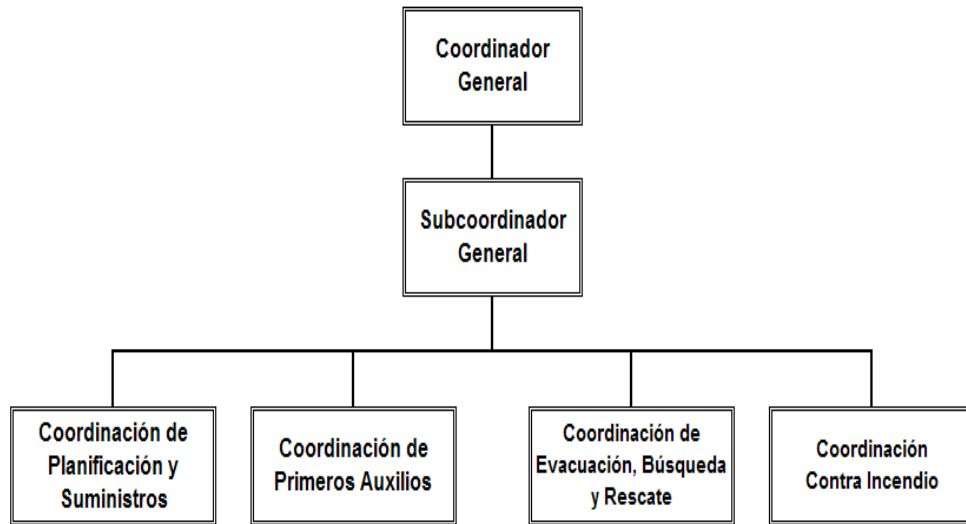 Coordinador
General
Subcoordinador
General
Coordinación de
Planificación y
Suministros
Coordinación de
Primeros Auxilios
Coordinación de
Evacuación, Búsqueda
y Rescate
Coordinación
Contra Incendio